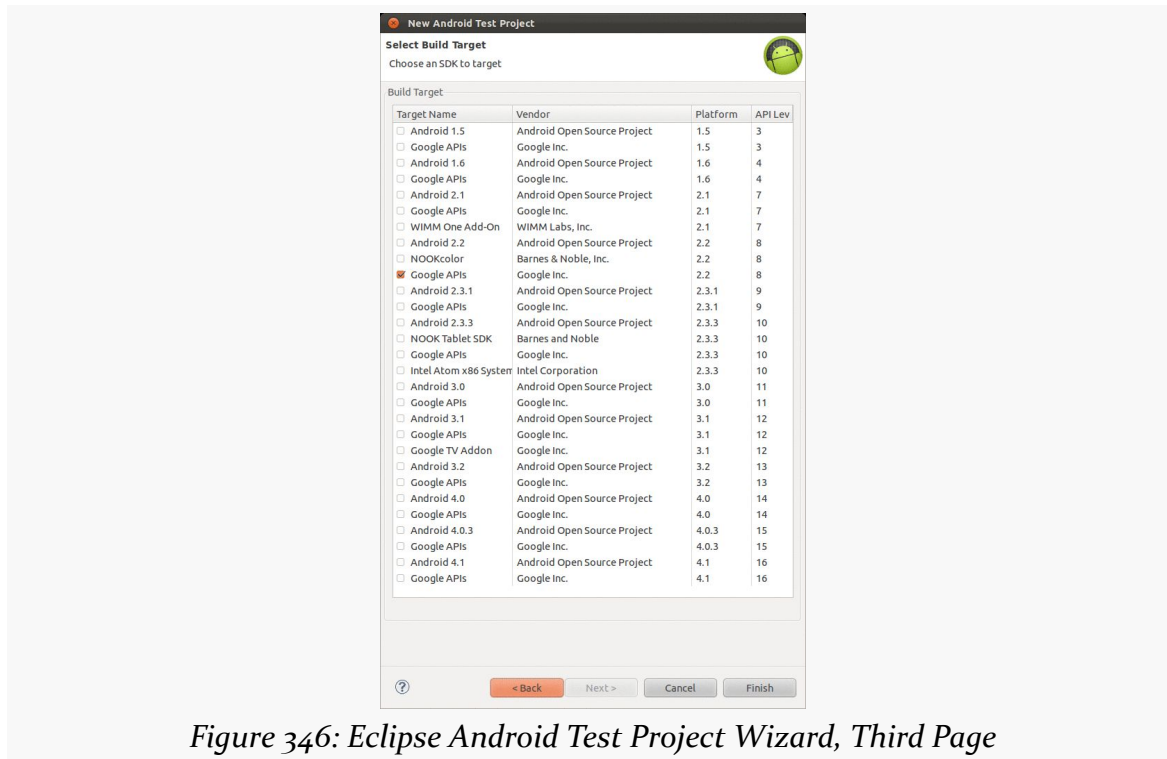 New Android Test Project
Select Build Target
Choose an SDK to target
Build Target
Target Name Vendor Platform API Lev
Android 1.5 Android Open Source Project 1.5 3
Google APIs Google Inc. 1.5 3
Android 1.6 Android Open Source Project 1.6 4
Google APIs Google Inc. 1.6 4
Android 2.1 Android Open Source Project 2.1 7
Google APIs Google Inc. 2.1 7
WIMM One Add-On WIMM Labs, Inc. 2.1 7
Android 2.2 Android Open Source Project 2.2 8
NOOKcolor Barnes & Noble, Inc. 2.2 8
Google APIs Google Inc. 2.2 8
Android 2.3.1 Android Open Source Project 2.3.1 9
Google APIs Google Inc. 2.3.1 9
Android 2.3.3 Android Open Source Project 2.3.3 10
NOOK Tablet SDK Barnes and Noble 2.3.3 10
Google APIs Google Inc. 2.3.3 10
Intel Atom x86 System Intel Corporation 2.3.3 10
Android 3.0 Android Open Source Project 3.0 11
Google APIs Google Inc. 3.0 11
Android 3.1 Android Open Source Project 3.1 12
Google APIs Google Inc. 3.1 12
Google TV Addon Google Inc. 3.1 12
Android 3.2 Android Open Source Project 3.2 13
Google APIs Google Inc. 3.2 13
Android 4.0 Android Open Source Project 4.0 14
Google APIs Google Inc. 4.0 14
Android 4.0.3 Android Open Source Project 4.0.3 15
Google APIs Google Inc. 4.0.3 15
Android 4.1 Android Open Source Project 4.1 16
Google APIs Google Inc. 4.1 16
? < Back Next > Cancel Finish
Figure 346: Eclipse Android Test Project Wizard, Third Page